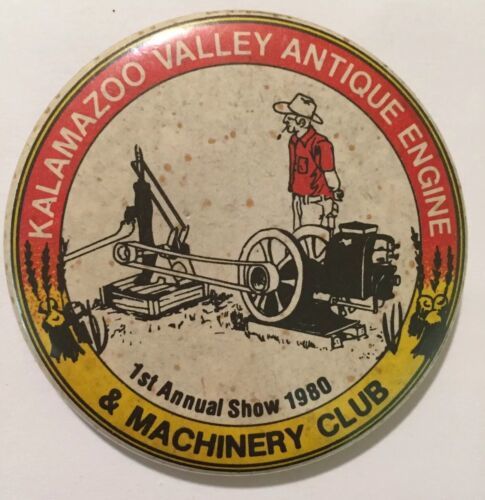 KALAMAZOO VALLEY ANTIQUE ENGINE
1st Annual Show 1980
& MACHINERY CLUB